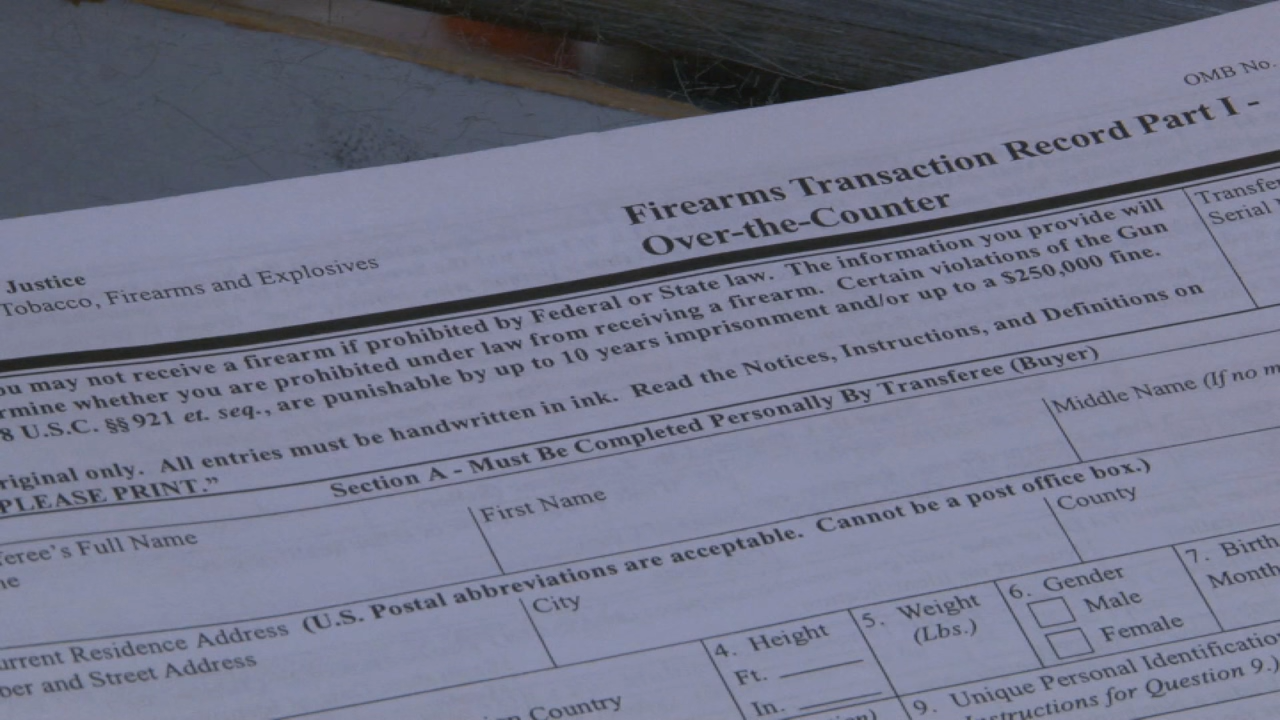 OMB No.
Firearms Transaction Record Part I -
Over-the-Counter
Justice
Tobacco, Firearms and Explosives
Transfe
Serial
ou may not receive a firearm if prohibited by Federal or State law. The information you provide will
rmine whether you are prohibited under law from receiving a firearm. Certain violations of the Gun
8 U.S.C. §§ 921 et. seq., are punishable by up to 10 years imprisonment and/or up to a $250,000 fine.
riginal only. All entries must be handwritten in ink. Read the Notices, Instructions, and Definitions on
PLEASE PRINT.”
Section A - Must Be Completed Personally By Transferee (Buyer)
feree’s Full Name
me
First Name
Middle Name (If no m
urrent Residence Address (U.S. Postal abbreviations are acceptable. Cannot be a post office box.)
ber and Street Address
City
County
Country
4. Height
Ft.
In.
5. Weight
(Lbs.)
6. Gender
Male
Female
7. Birth
Month
9. Unique Personal Identificatio
nstructions for Question 9.)